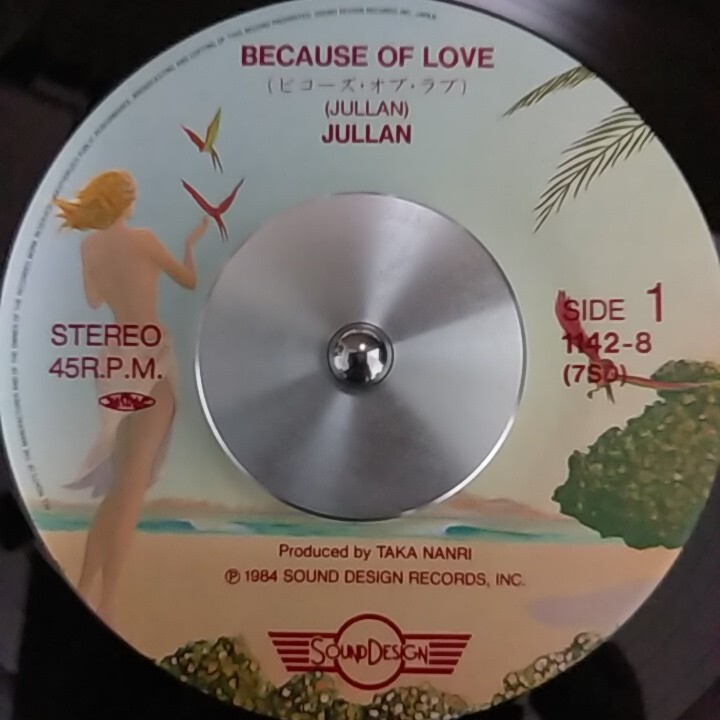 BECAUSE OF LOVE
(ビコーズ・オブ・ラブ)
(JULLAN)
JULLAN
STEREO
45R.P.M.
SIDE 1
1142-8
(7SD)
Produced by TAKA NANRI
Ⓟ 1984 SOUND DESIGN RECORDS, INC.
SOUND DESIGN